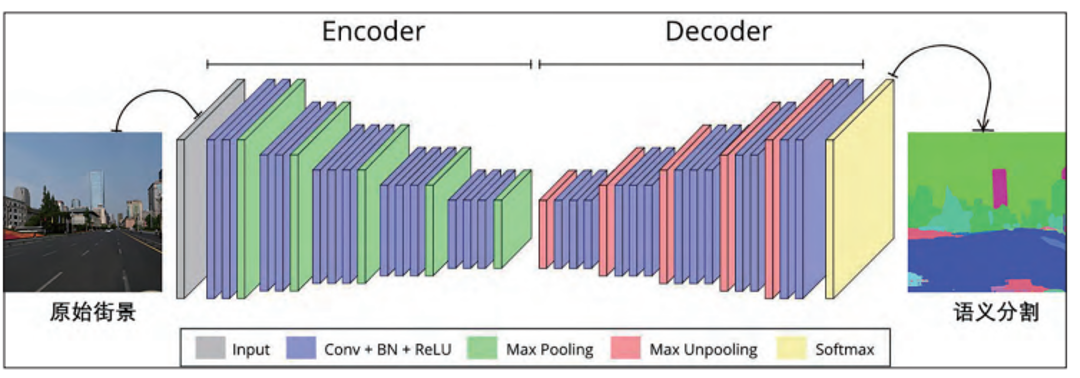 Encoder
Decoder
原始街景
语义分割
Input
Conv + BN + ReLU
Max Pooling
Max Unpooling
Softmax